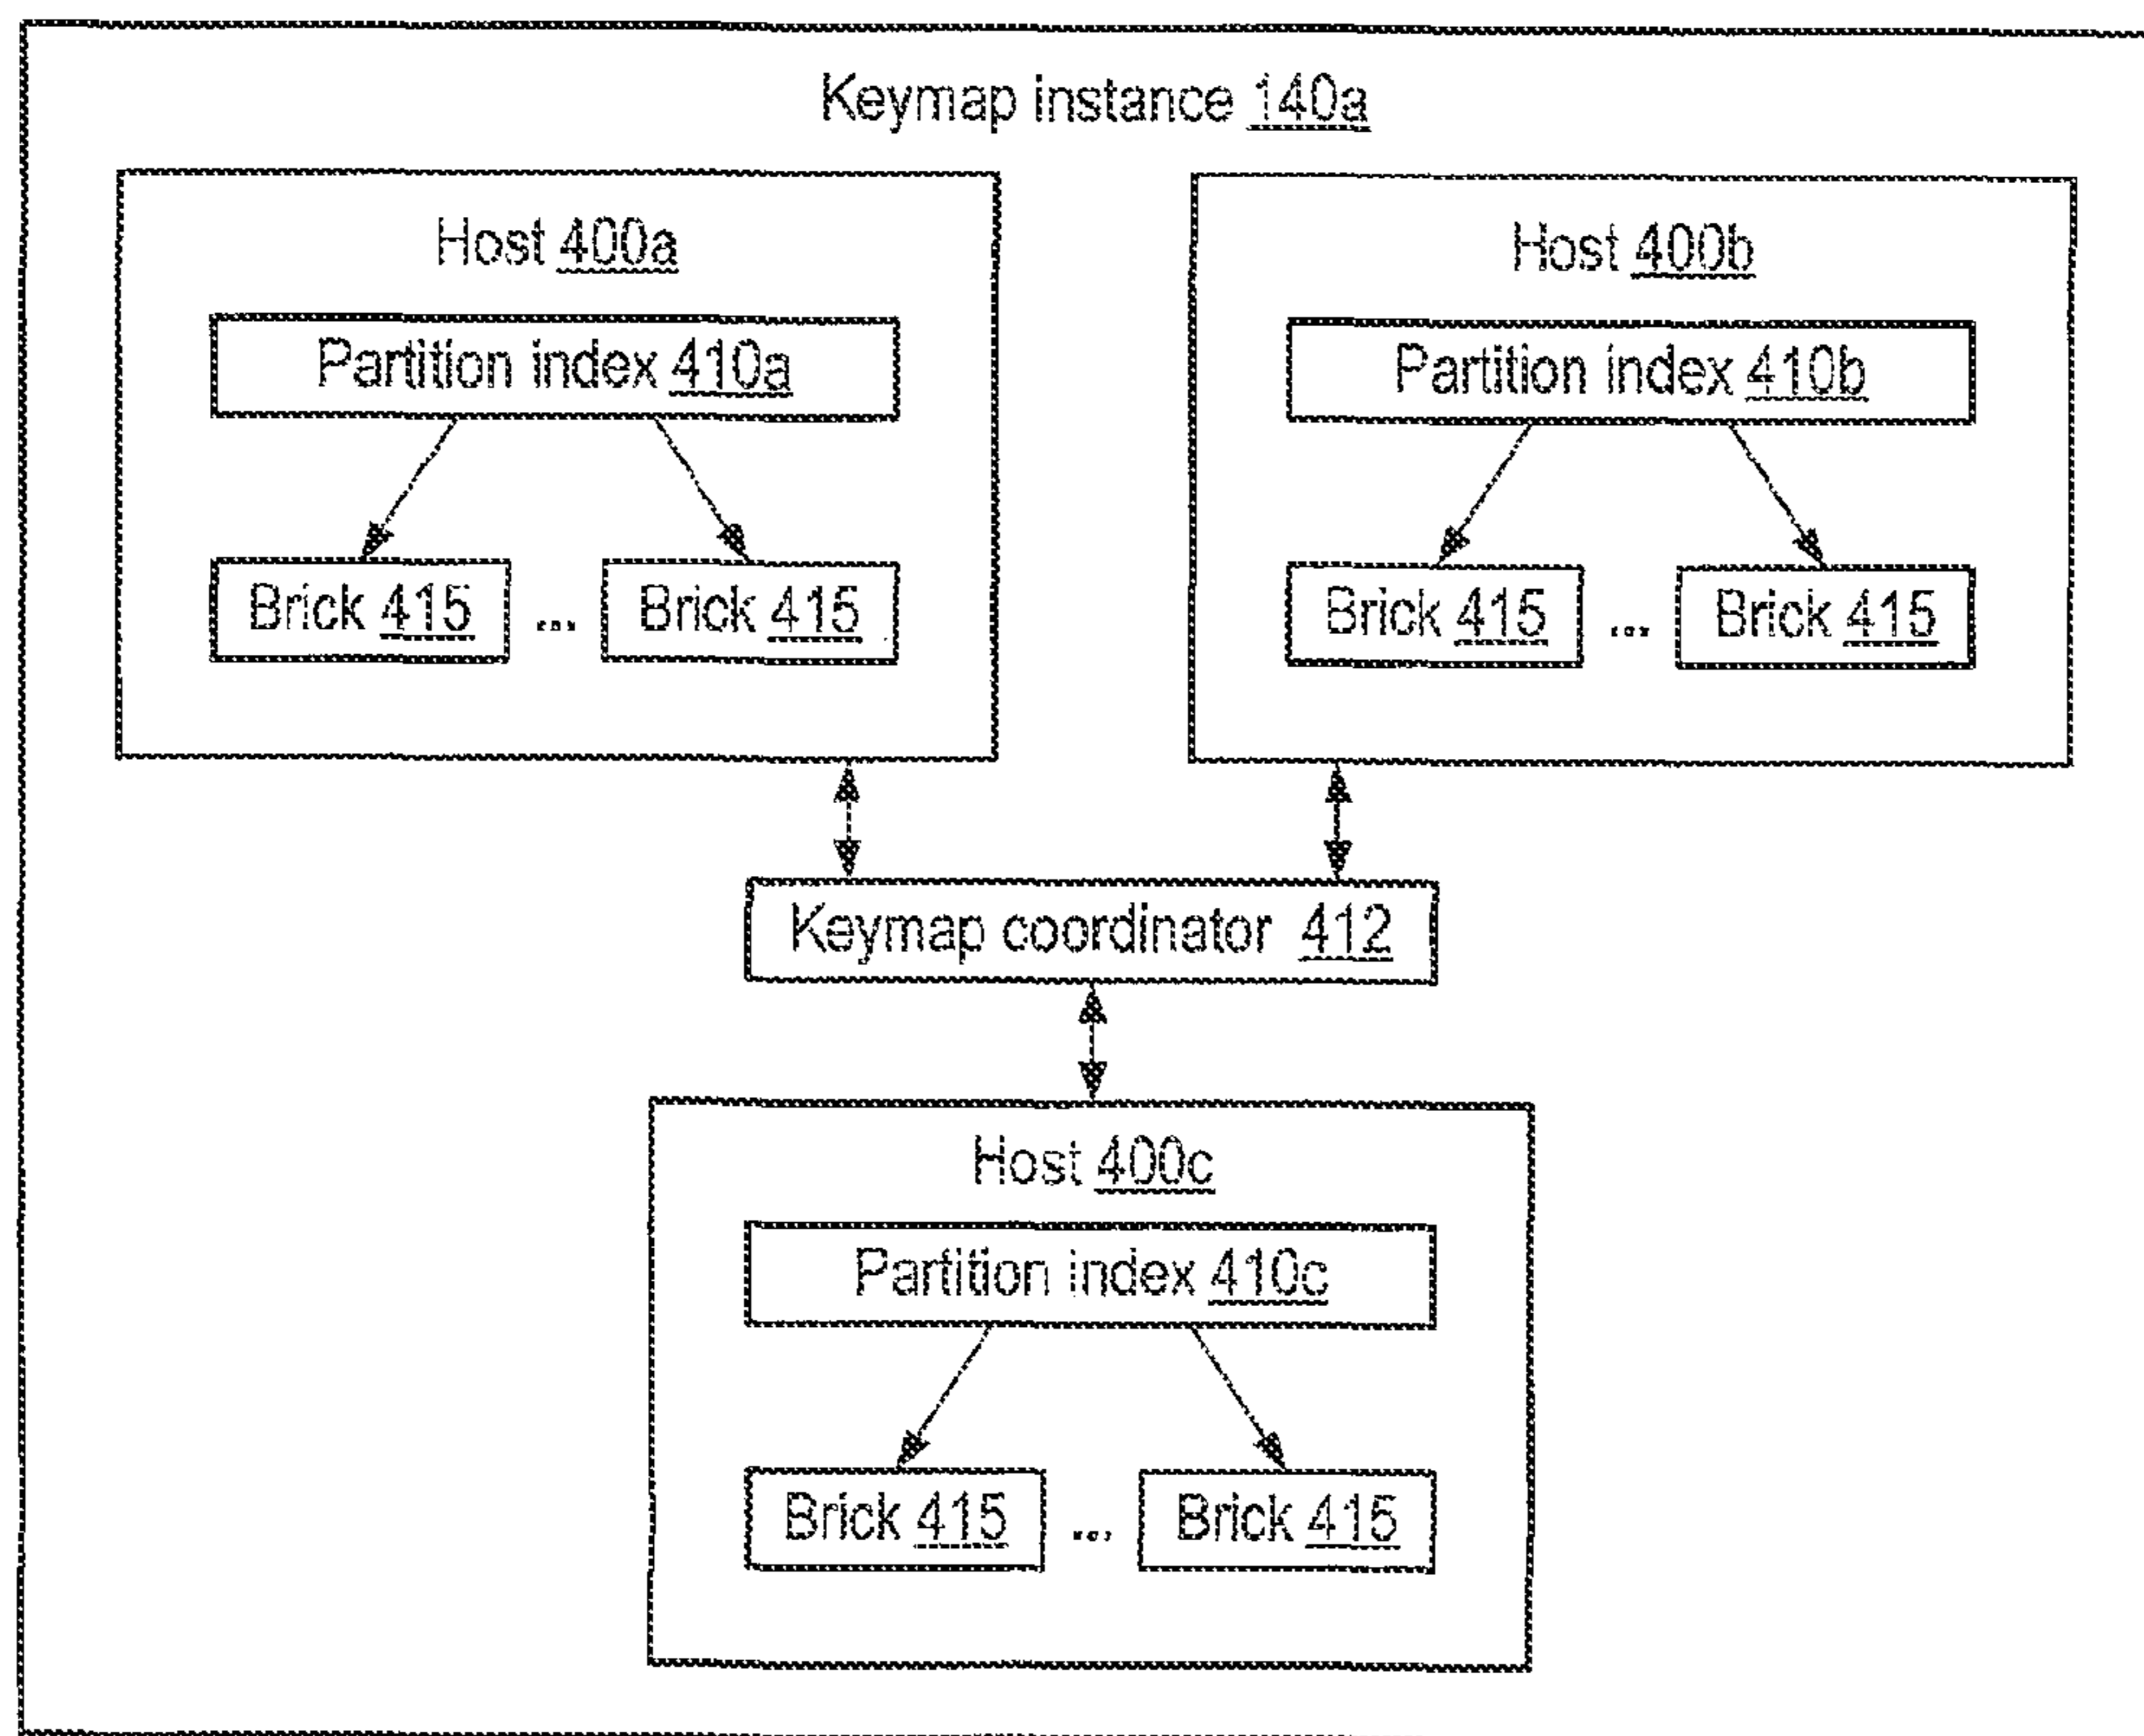 Keymap instance 140a
Host 400a
Partition index 410a
Brick 415 ... Brick 415
Host 400b
Partition index 410b
Brick 415 ... Brick 415
Keymap coordinator 412
Host 400c
Partition index 410c
Brick 415 ... Brick 415